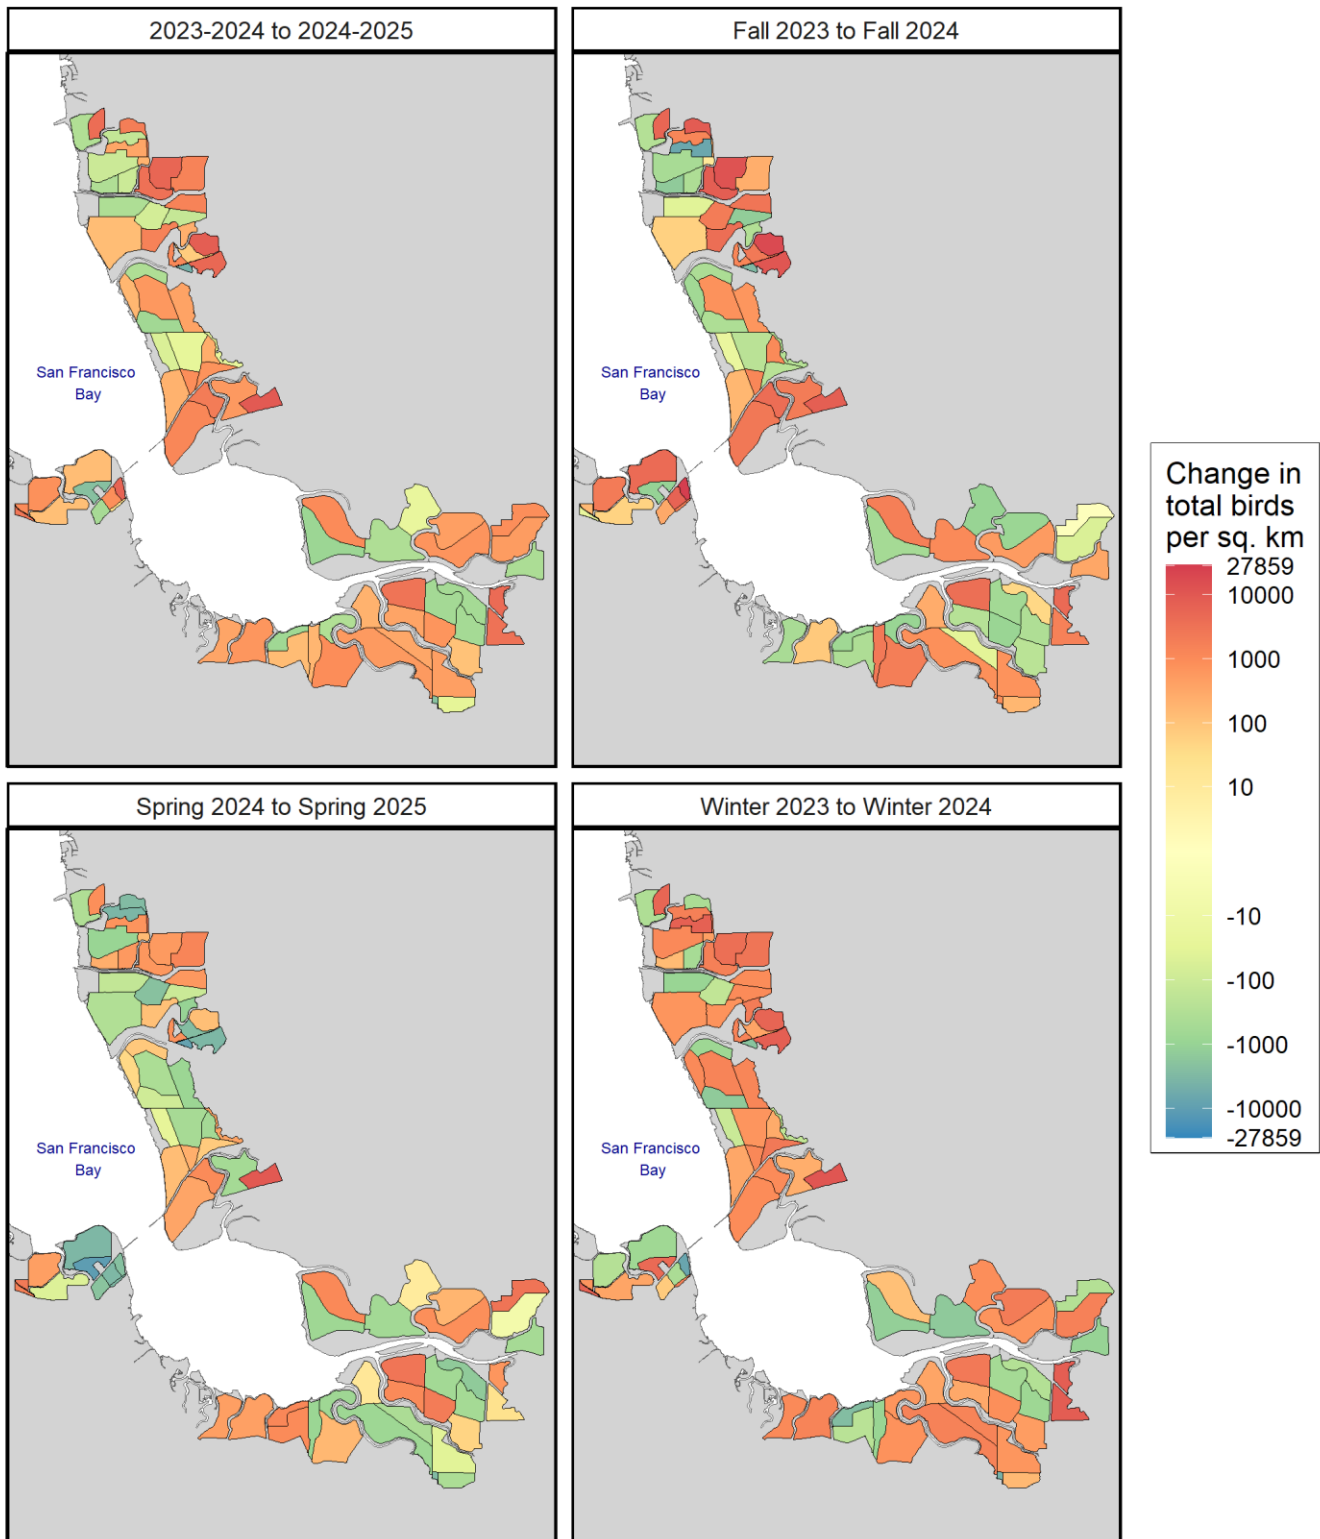 2023-2024 to 2024-2025
Fall 2023 to Fall 2024
San Francisco
Bay
San Francisco
Bay
Change in
total birds
per sq. km
27859
10000
1000
100
10
-10
-100
-1000
-10000
-27859
Spring 2024 to Spring 2025
Winter 2023 to Winter 2024
San Francisco
Bay
San Francisco
Bay